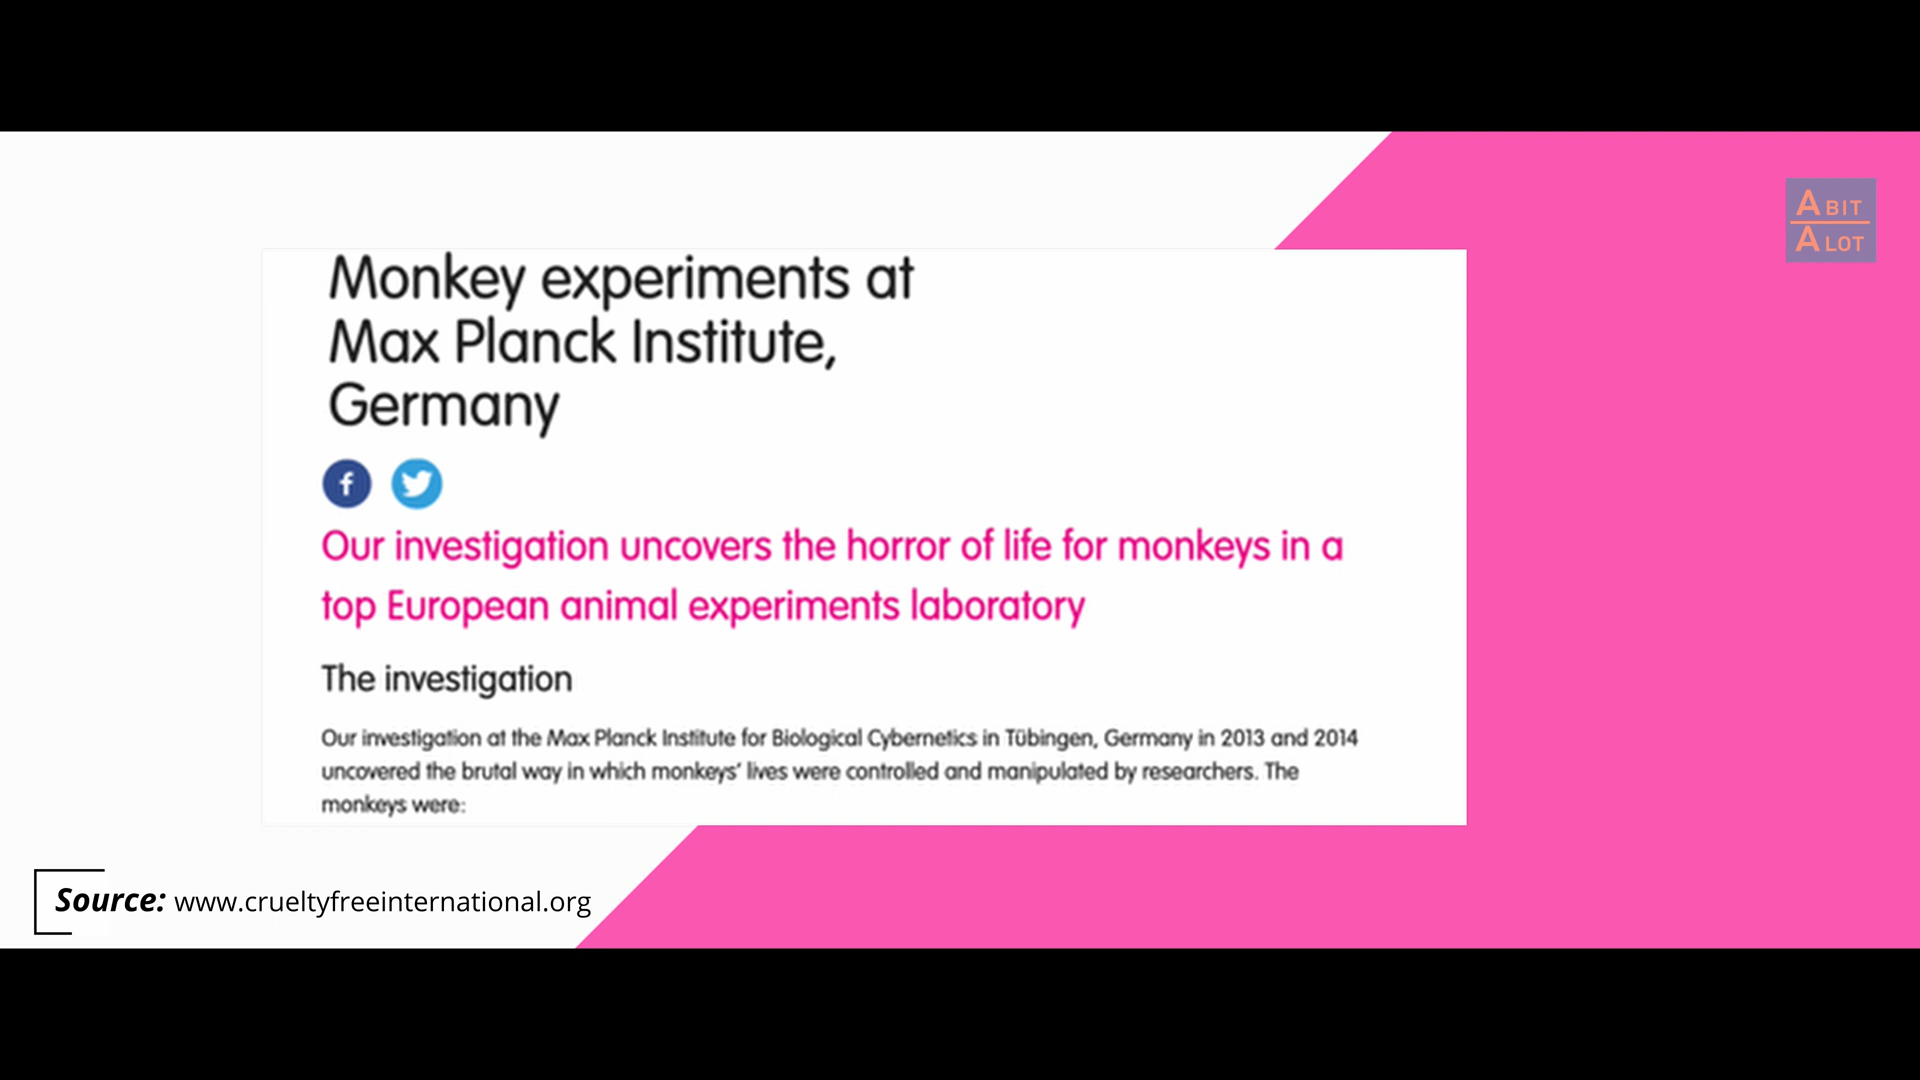 A BIT
A LOT
Monkey experiments at
Max Planck Institute,
Germany
Our investigation uncovers the horror of life for monkeys in a
top European animal experiments laboratory
The investigation
Our investigation at the Max Planck Institute for Biological Cybernetics in Tübingen, Germany in 2013 and 2014
uncovered the brutal way in which monkeys' lives were controlled and manipulated by researchers. The
monkeys were:
Source: www.crueltyfreeinternational.org